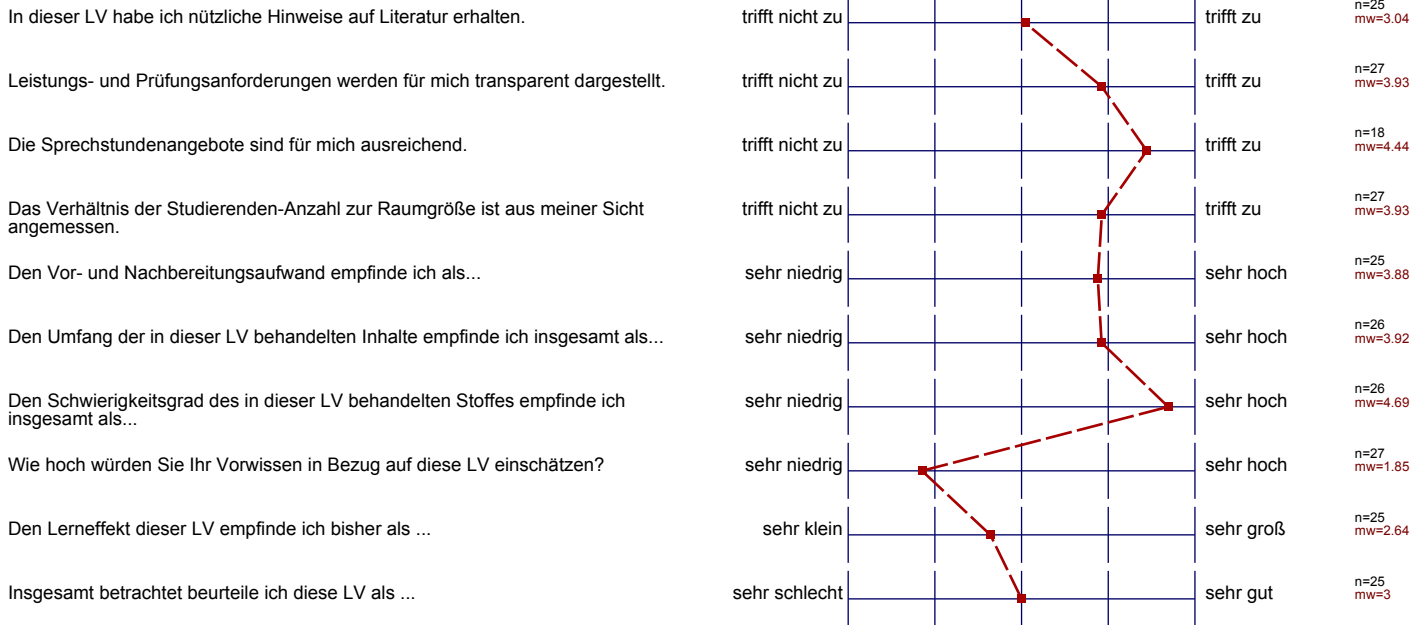 In dieser LV habe ich nützliche Hinweise auf Literatur erhalten. trifft nicht zu trifft zu n=25
mw=3.04
Leistungs- und Prüfungsanforderungen werden für mich transparent dargestellt. trifft nicht zu trifft zu n=27
mw=3.93
Die Sprechstundenangebote sind für mich ausreichend. trifft nicht zu trifft zu n=18
mw=4.44
Das Verhältnis der Studierenden-Anzahl zur Raumgröße ist aus meiner Sicht trifft nicht zu trifft zu n=27
angemessen. mw=3.93
Den Vor- und Nachbereitungsaufwand empfinde ich als... sehr niedrig sehr hoch n=25
mw=3.88
Den Umfang der in dieser LV behandelten Inhalte empfinde ich insgesamt als... sehr niedrig sehr hoch n=26
mw=3.92
Den Schwierigkeitsgrad des in dieser LV behandelten Stoffes empfinde ich sehr niedrig sehr hoch n=26
insgesamt als... mw=4.69
Wie hoch würden Sie Ihr Vorwissen in Bezug auf diese LV einschätzen? sehr niedrig sehr hoch n=27
mw=1.85
Den Lerneffekt dieser LV empfinde ich bisher als ... sehr klein sehr groß n=25
mw=2.64
Insgesamt betrachtet beurteile ich diese LV als ... sehr schlecht sehr gut n=25
mw=3